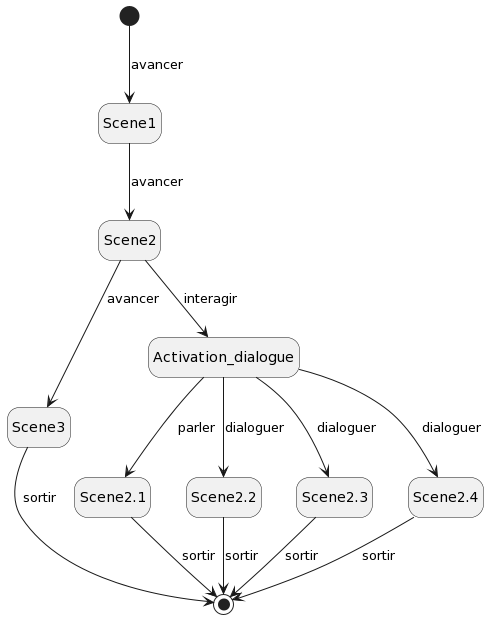 avancer
Scene1
avancer
Scene2
avancer
interagir
Activation_dialogue
Scene3
parler
dialoguer
dialoguer
dialoguer
Scene2.1
Scene2.2
Scene2.3
Scene2.4
sortir
sortir
sortir
sortir
sortir